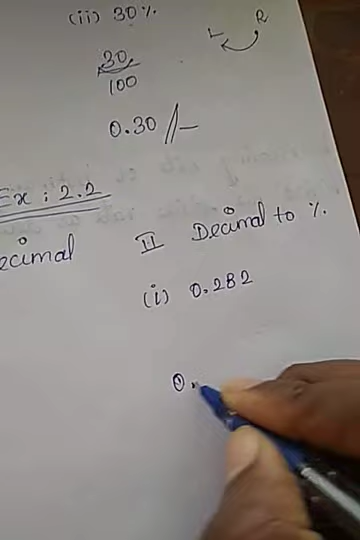 (ii) 30%
L R
30
100
0.30 //
Ex : 2.2
ecimal
II Decimal to %.
(i) 0.282
0.